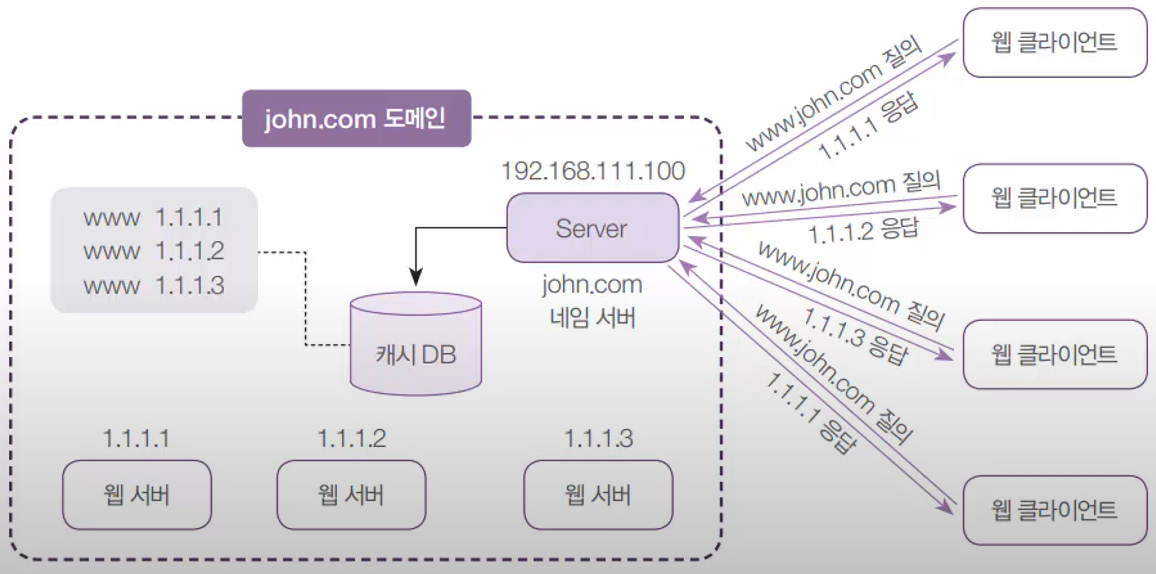 john.com 도메인
www 1.1.1.1
www 1.1.1.2
www 1.1.1.3
192.168.111.100
Server
john.com
네임 서버
캐시 DB
1.1.1.1
웹 서버
1.1.1.2
웹 서버
1.1.1.3
웹 서버
www.john.com 질의
1.1.1.1 응답
웹 클라이언트
www.john.com 질의
1.1.1.2 응답
웹 클라이언트
www.john.com 질의
1.1.1.3 응답
웹 클라이언트
www.john.com 질의
1.1.1.1 응답
웹 클라이언트